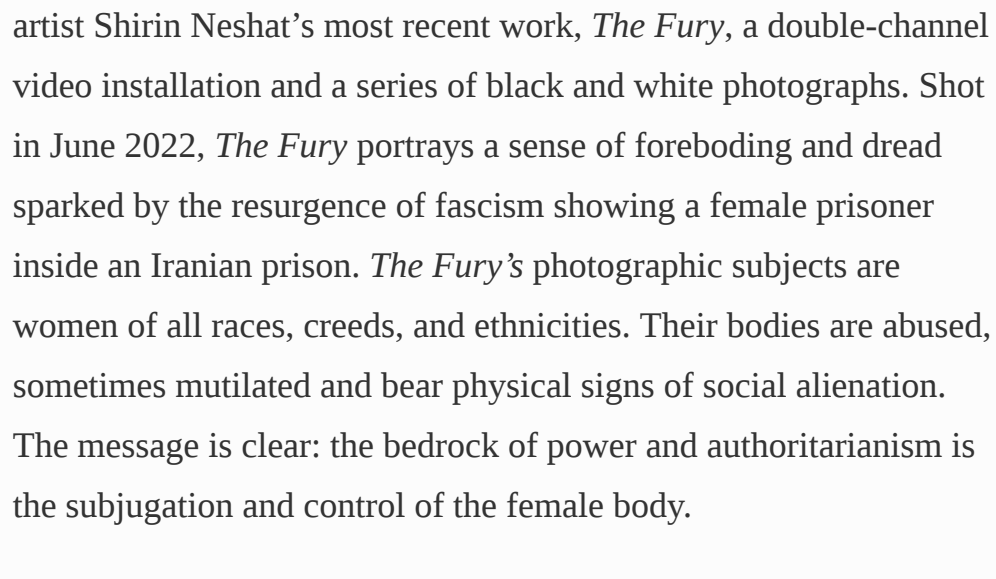 artist Shirin Neshat’s most recent work, The Fury, a double-channel
video installation and a series of black and white photographs. Shot
in June 2022, The Fury portrays a sense of foreboding and dread
sparked by the resurgence of fascism showing a female prisoner
inside an Iranian prison. The Fury’s photographic subjects are
women of all races, creeds, and ethnicities. Their bodies are abused,
sometimes mutilated and bear physical signs of social alienation.
The message is clear: the bedrock of power and authoritarianism is
the subjugation and control of the female body.